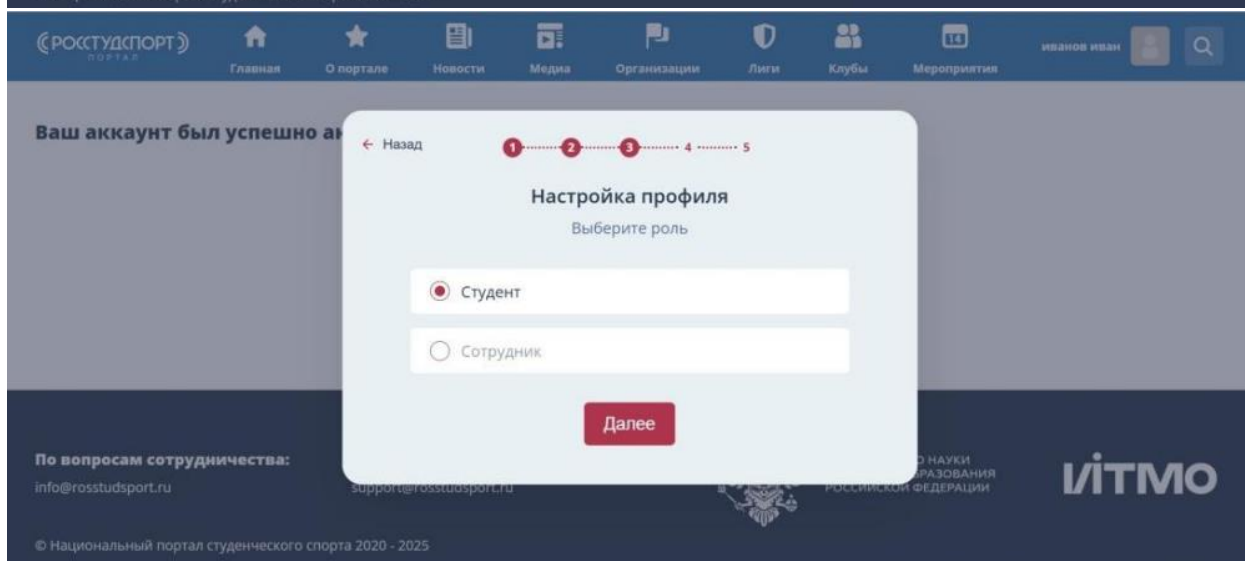 РОССТУДСПОРТ
ПОРТАЛ
Главная
О портале
Новости
Медиа
Организации
Лиги
Клубы
14
Мероприятия
иванов иван
Ваш аккаунт был успешно
← Назад
1 2 3 4 5
Настройка профиля
Выберите роль
Студент
Сотрудник
Далее
По вопросам сотрудничества:
info@rosstudsport.ru
support@rosstudsport.ru
НАУКИ
РОССИЙСКОЙ ФЕДЕРАЦИИ
ИТМО
© Национальный портал студенческого спорта 2020 - 2025